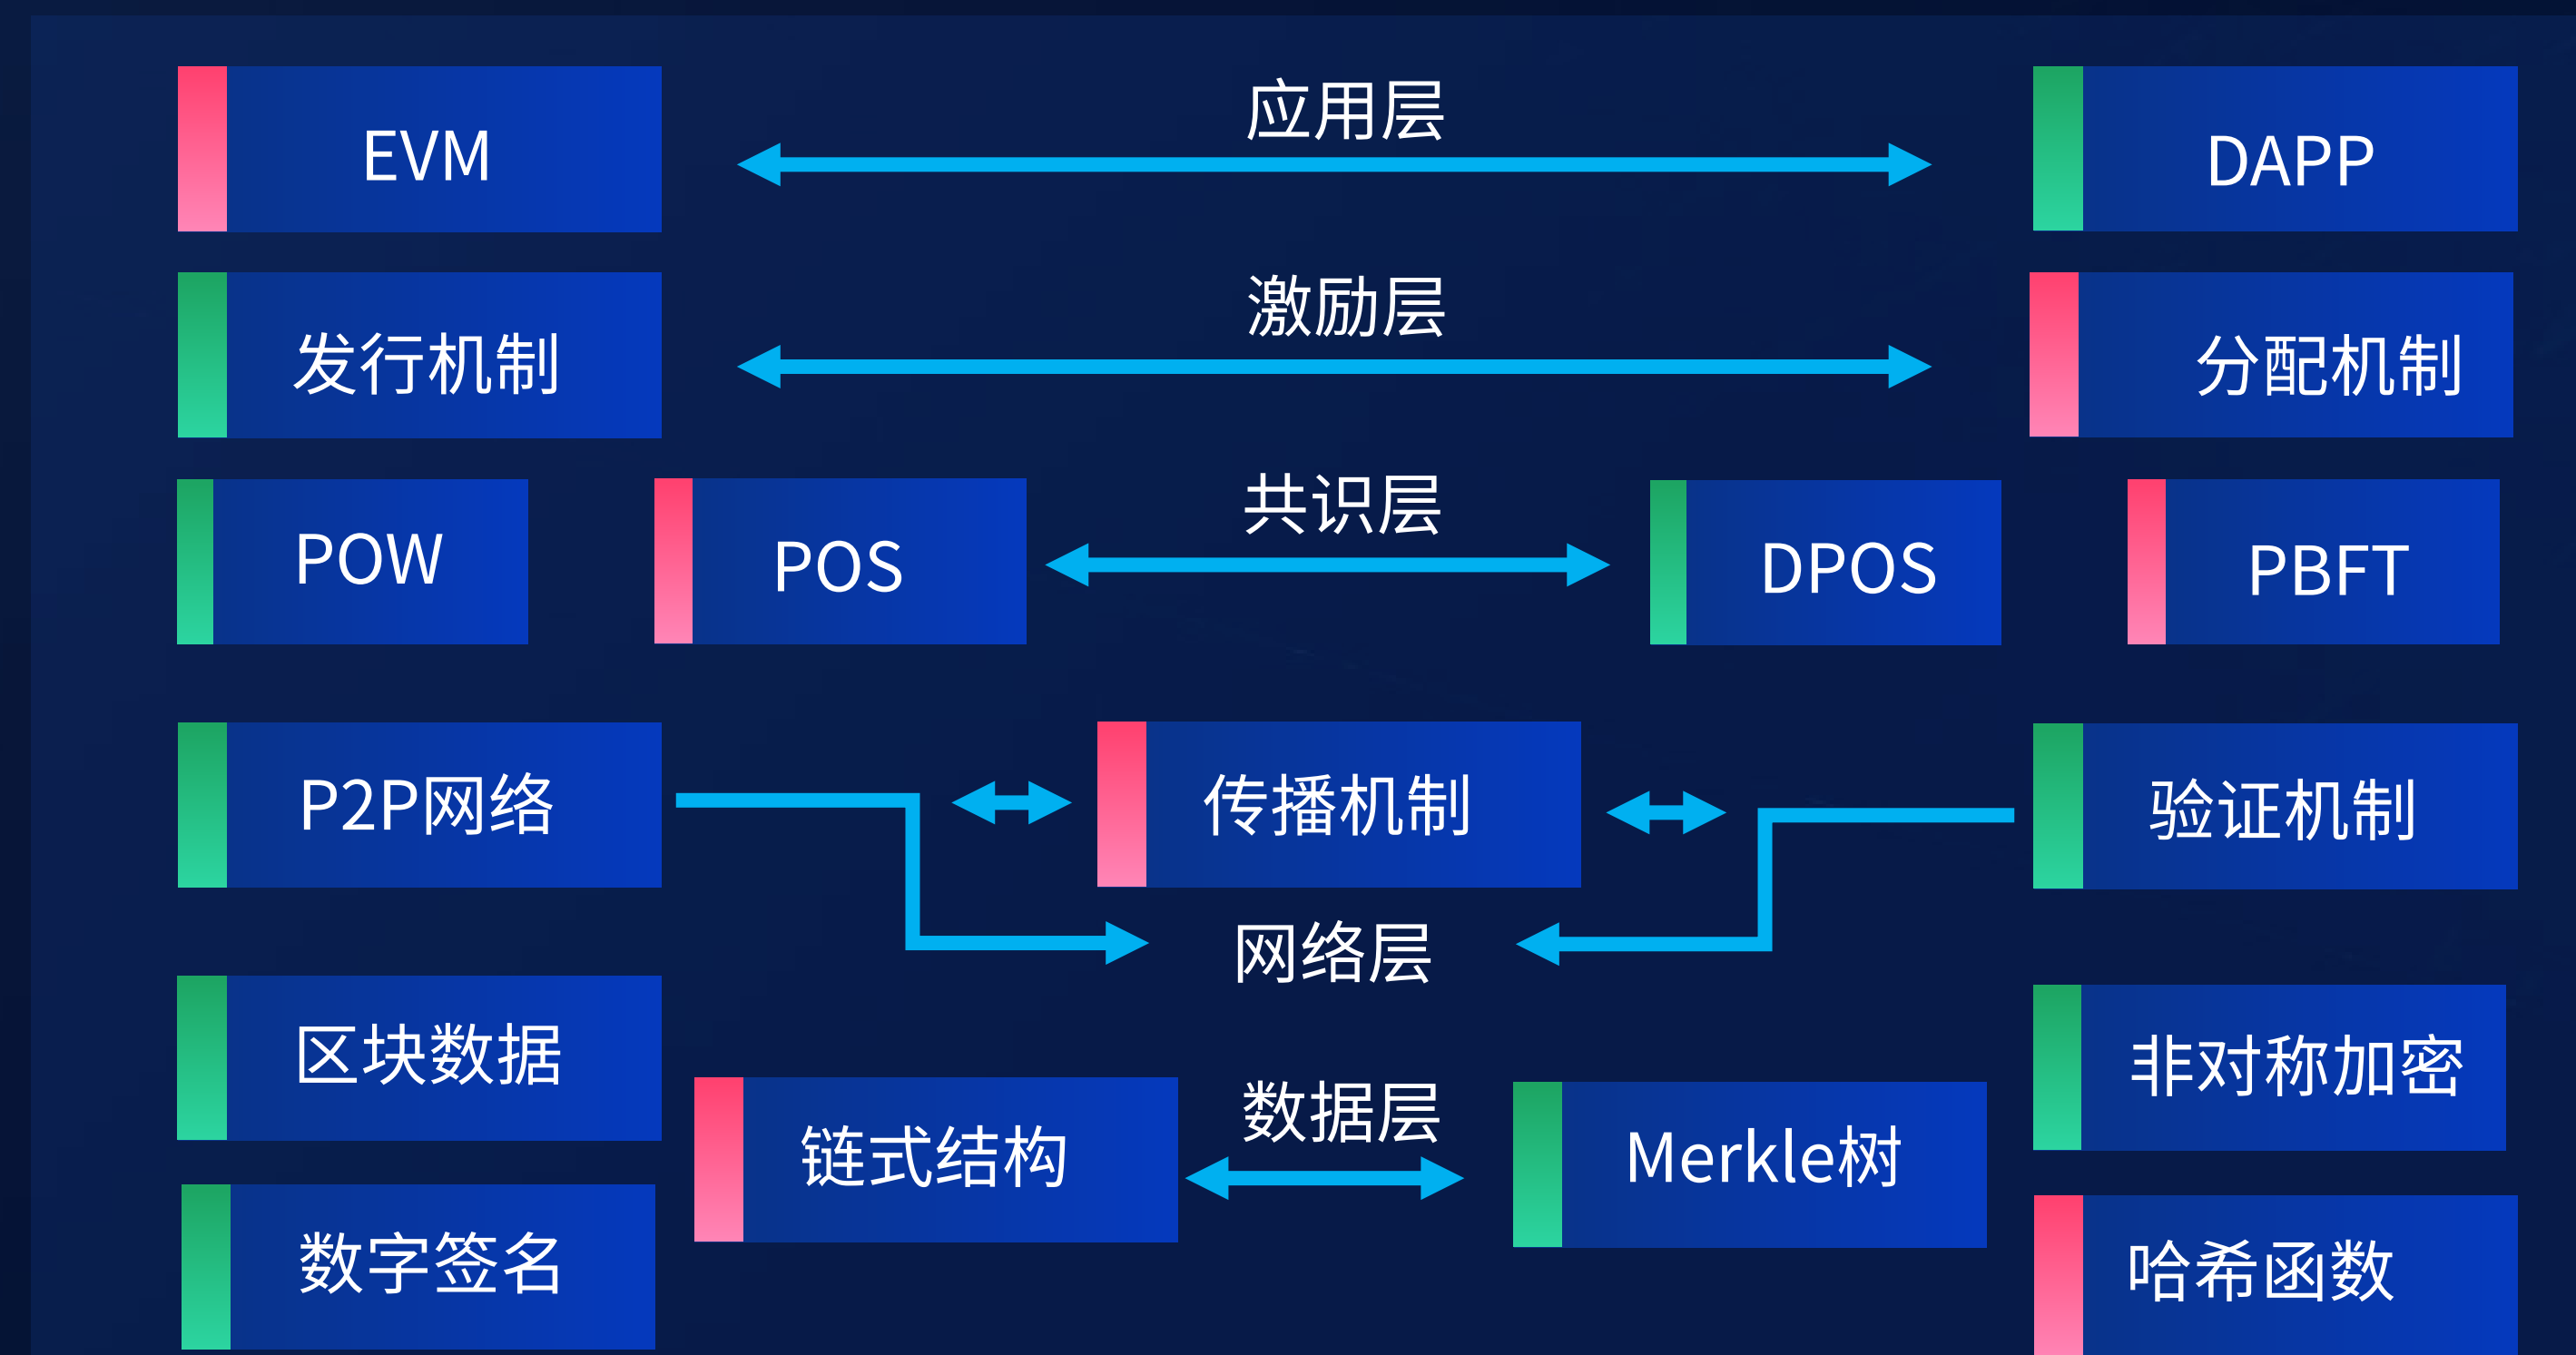 应用层
EVM
DAPP
激励层
发行机制
分配机制
共识层
POW
POS
DPOS
PBFT
P2P网络
传播机制
验证机制
网络层
区块数据
非对称加密
数据层
链式结构
Merkle树
数字签名
哈希函数